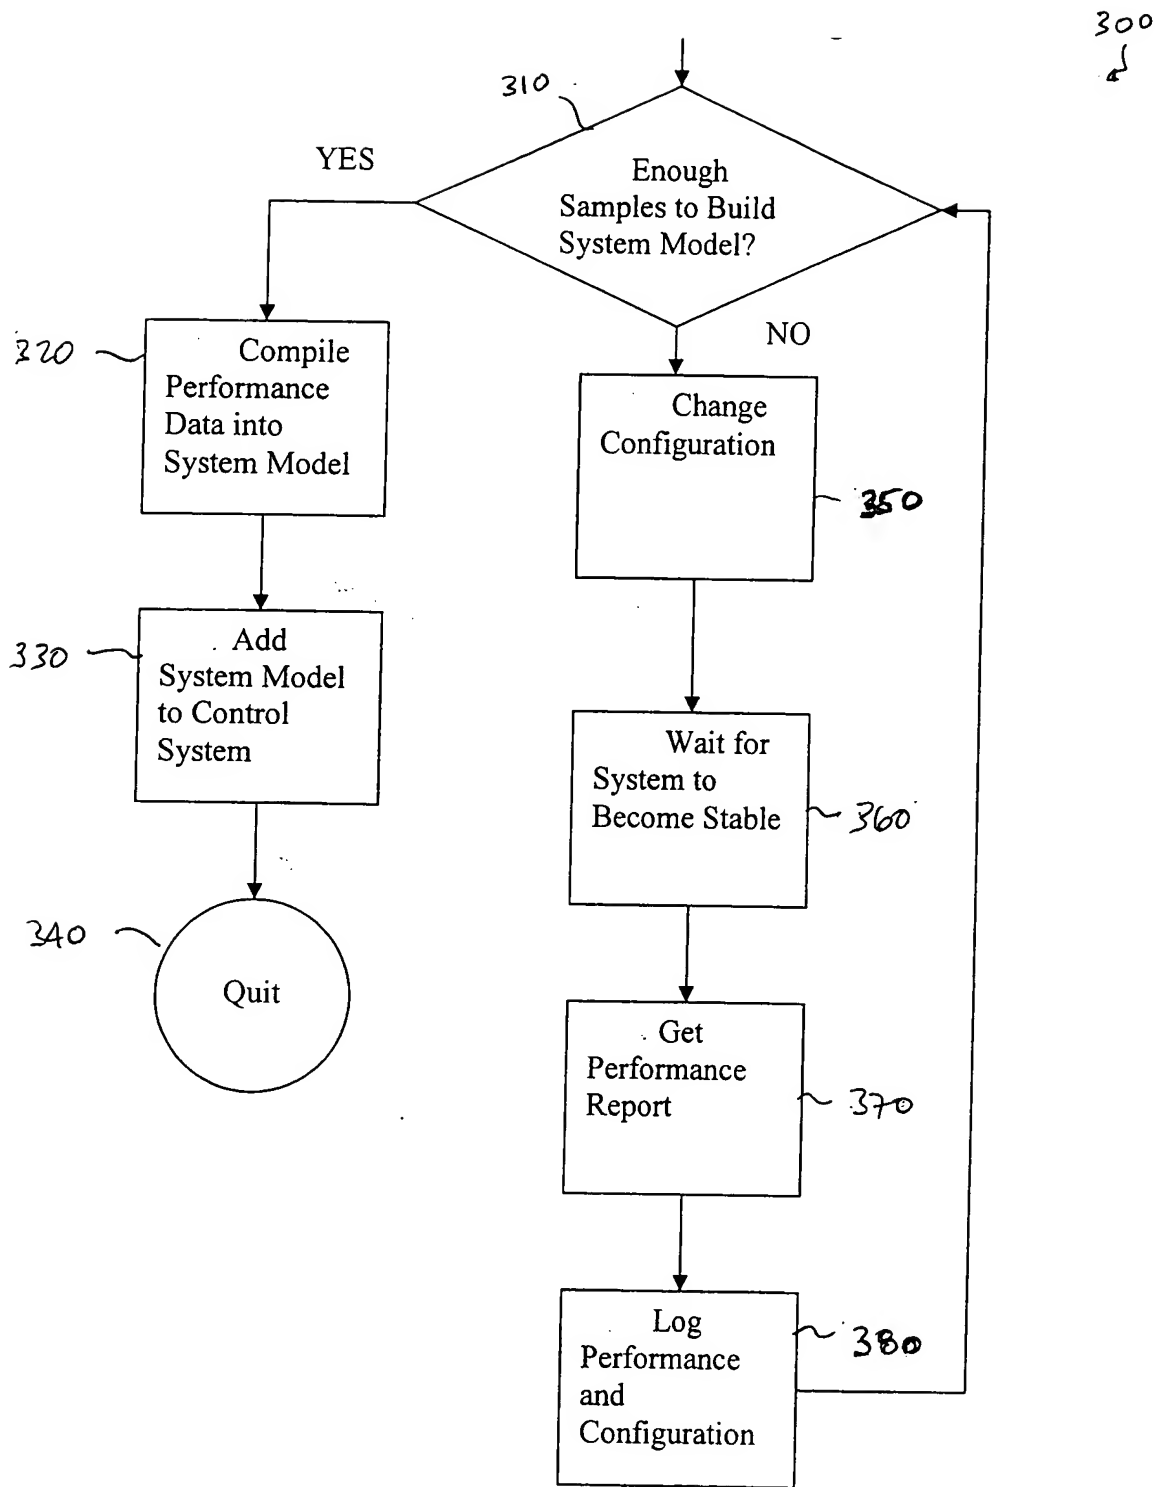 300
310
YES
Enough
Samples to Build
System Model?
NO
320
Compile
Performance
Data into
System Model
Change
Configuration
350
330
Add
System Model
to Control
System
Wait for
System to
Become Stable
360
340
Quit
Get
Performance
Report
370
Log
Performance
and
Configuration
380